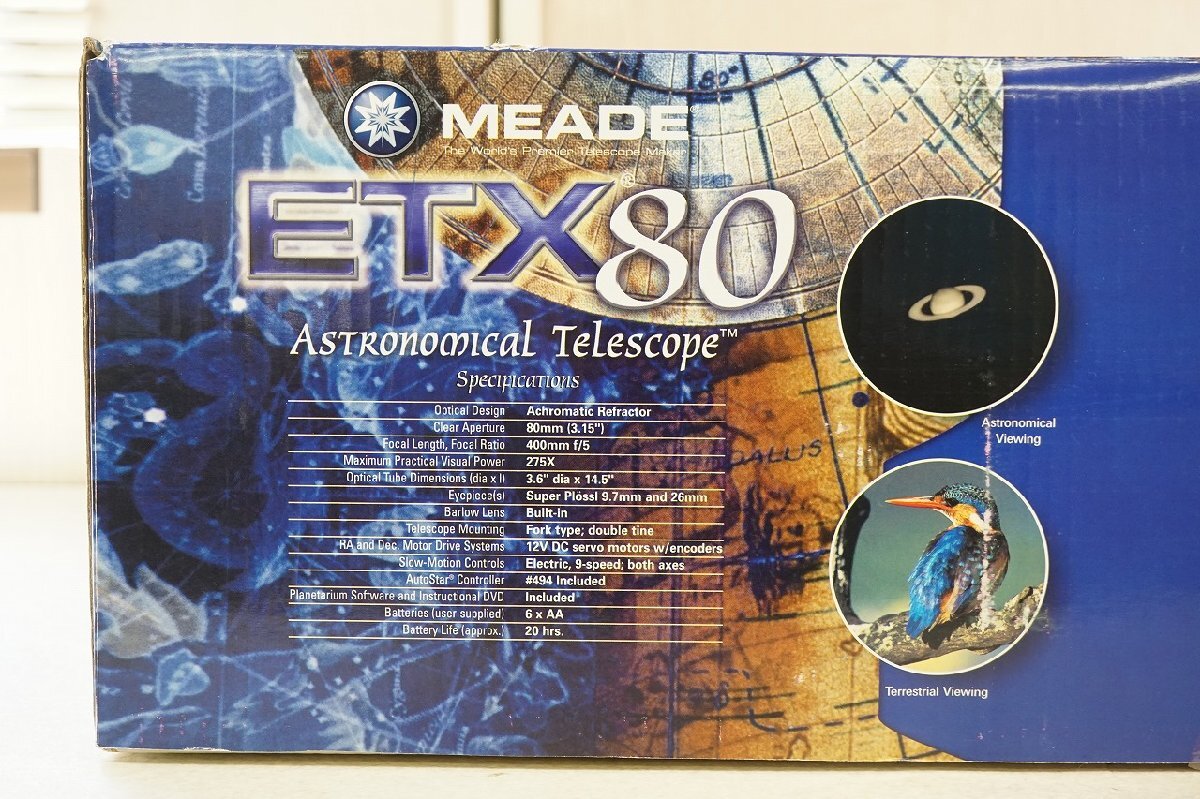 MEADE®
The World's Premier Telescope Maker
ETX®80
Astronomical Telescope™
Specifications
Optical Design Achromatic Refractor
Clear Aperture 80mm (3.15")
Focal Length, Focal Ratio 400mm f/5
Maximum Practical Visual Power 275X
Optical Tube Dimensions (dia x l) 3.6" dia x 14.5"
Eyepiece(s) Super Plössl 9.7mm and 26mm
Barlow Lens Built-In
Telescope Mounting Fork type; double tine
RA and Dec. Motor Drive Systems 12V DC servo motors w/encoders
Slow-Motion Controls Electric, 9-speed; both axes
AutoStar® Controller #494 Included
Planetarium Software and Instructional DVD Included
Batteries (user supplied) 6 x AA
Battery Life (approx.) 20 hrs.
80°
Astronomical
Viewing
Terrestrial Viewing